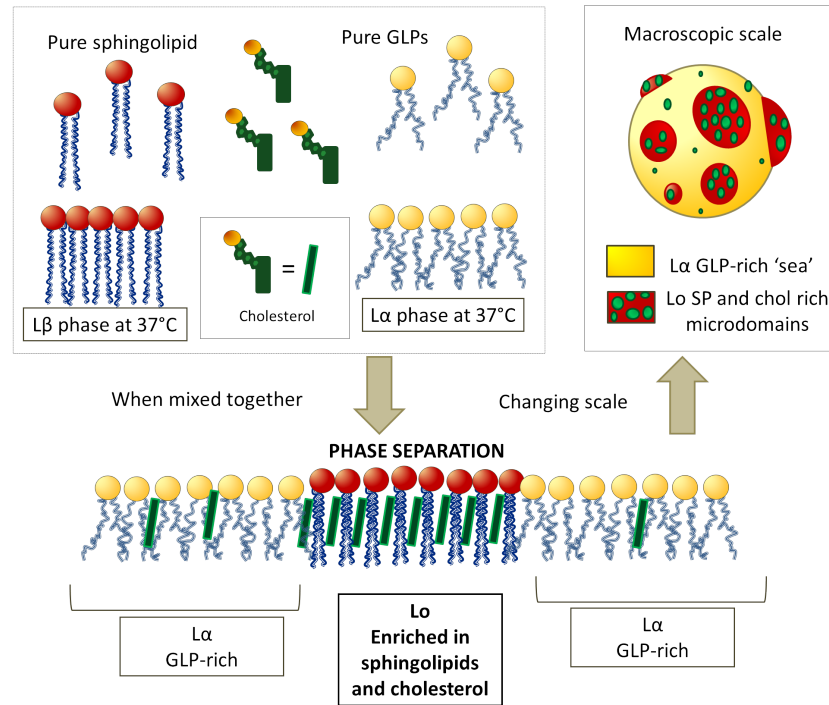 Pure sphingolipid
Pure GLPs
Lβ phase at 37°C
=
Cholesterol
Lα phase at 37°C
Macroscopic scale
Lα GLP-rich ‘sea’
Lo SP and chol rich
microdomains
When mixed together
Changing scale
PHASE SEPARATION
Lα
GLP-rich
Lo
Enriched in
sphingolipids
and cholesterol
Lα
GLP-rich